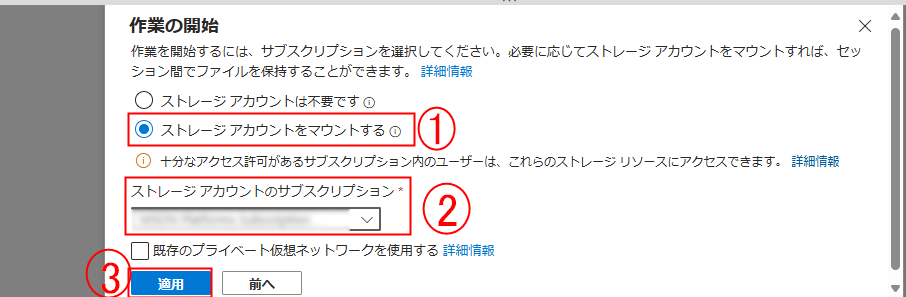 作業の開始
作業を開始するには、サブスクリプションを選択してください。必要に応じてストレージ アカウントをマウントすれば、セッ
ション間でファイルを保持することができます。 詳細情報
ストレージ アカウントは不要です
ストレージ アカウントをマウントする
①
十分なアクセス許可があるサブスクリプション内のユーザーは、これらのストレージ リソースにアクセスできます。 詳細情報
ストレージ アカウントのサブスクリプション *
②
既存のプライベート仮想ネットワークを使用する 詳細情報
③
適用 前へ